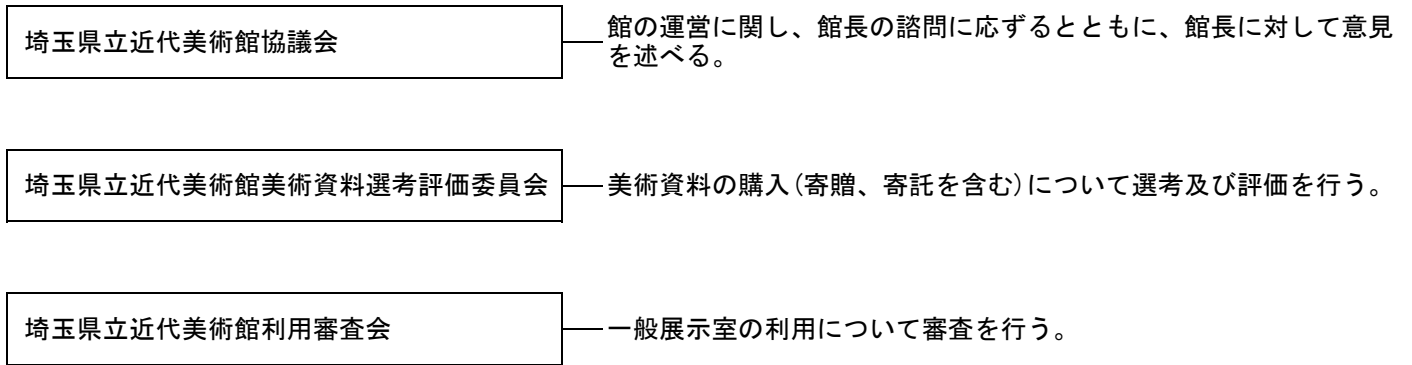 埼玉県立近代美術館協議会
館の運営に関し、館長の諮問に応ずるとともに、館長に対して意見
を述べる。
埼玉県立近代美術館美術資料選考評価委員会
美術資料の購入(寄贈、寄託を含む)について選考及び評価を行う。
埼玉県立近代美術館利用審査会
一般展示室の利用について審査を行う。